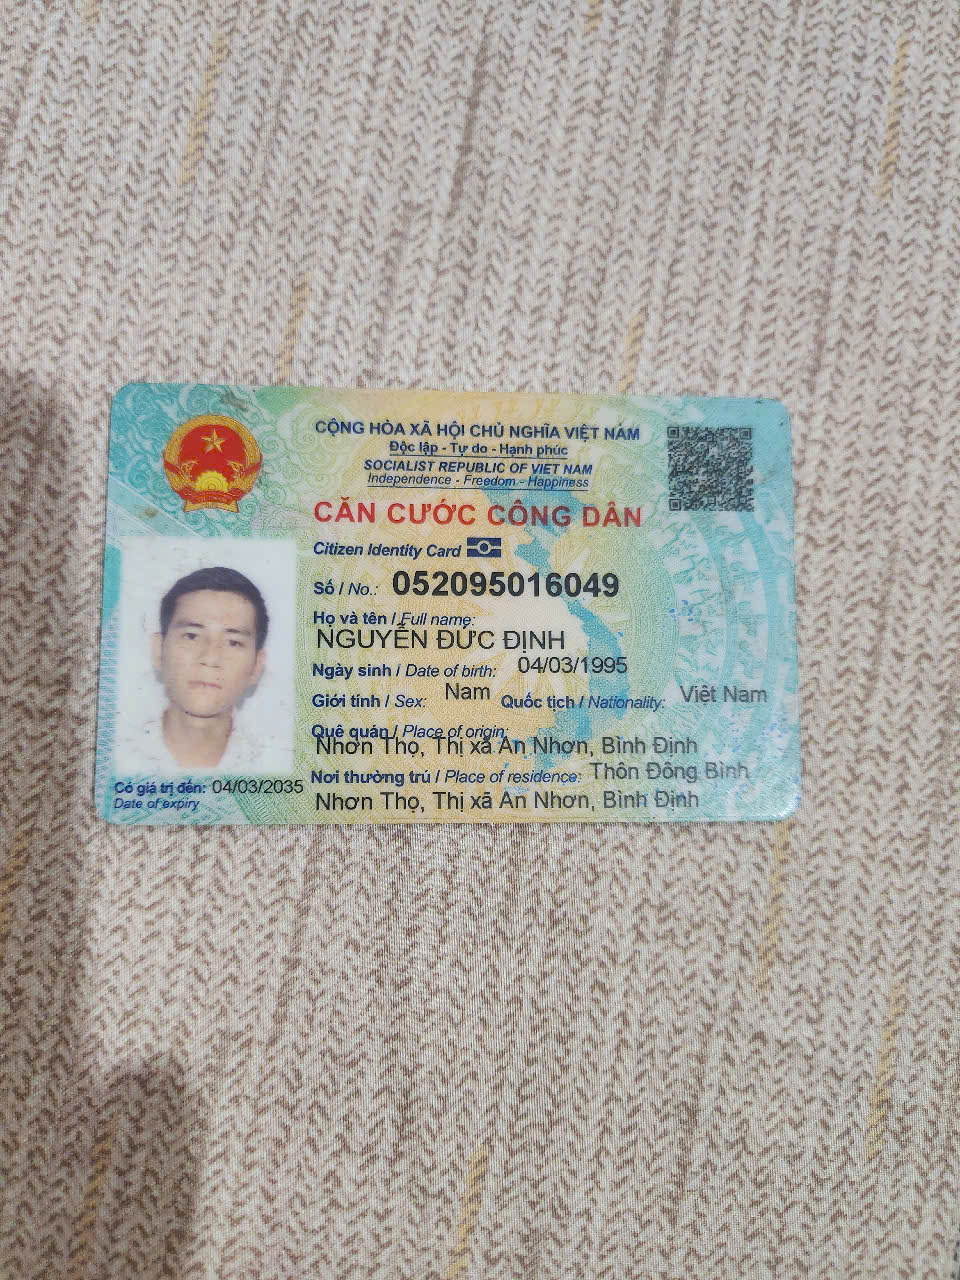 CỘNG HÒA XÃ HỘI CHỦ NGHĨA VIỆT NAM
Độc lập - Tự do - Hạnh phúc
SOCIALIST REPUBLIC OF VIET NAM
Independence - Freedom - Happiness
CĂN CƯỚC CÔNG DÂN
Citizen Identity Card
Số / No.: 052095016049
Họ và tên / Full name:
NGUYỄN ĐỨC ĐỊNH
Ngày sinh / Date of birth: 04/03/1995
Giới tính / Sex: Nam Quốc tịch / Nationality: Việt Nam
Quê quán / Place of origin:
Nhơn Thọ, Thị xã An Nhơn, Bình Định
Nơi thường trú / Place of residence: Thôn Đông Bình
Nhơn Thọ, Thị xã An Nhơn, Bình Định
Có giá trị đến: 04/03/2035
Date of expiry